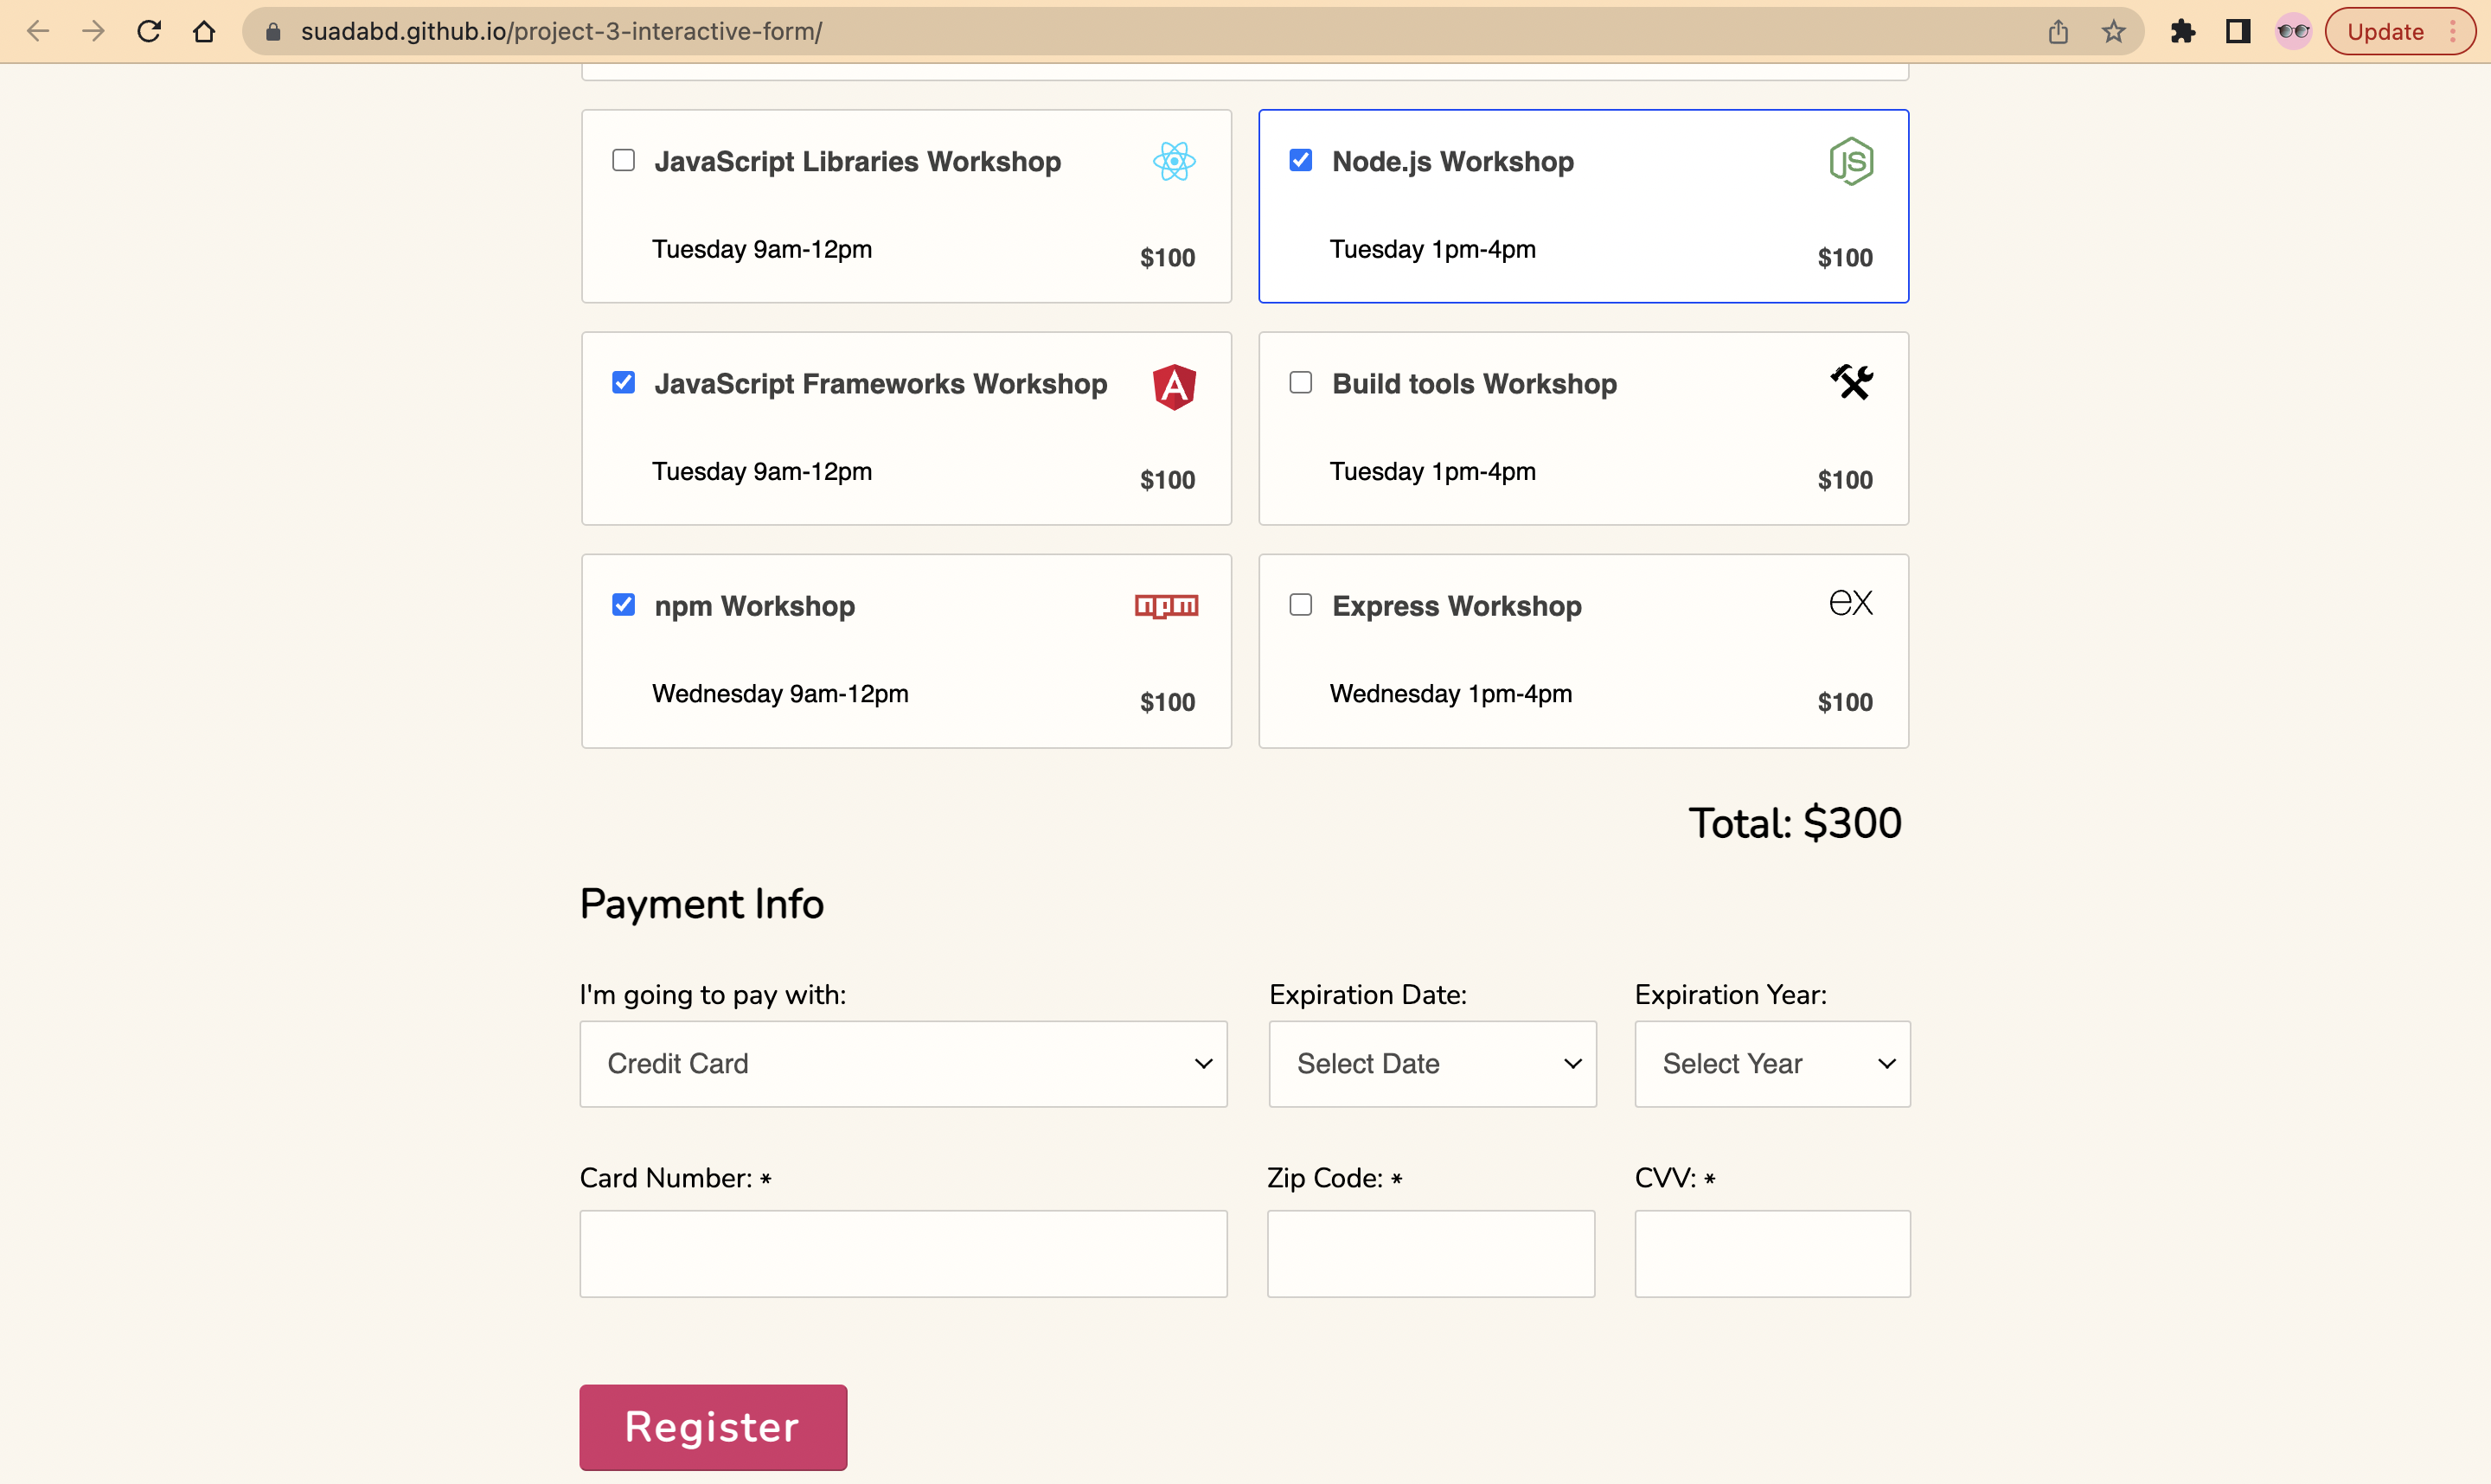 suadabd.github.io/project-3-interactive-form/
Update
JavaScript Libraries Workshop
Tuesday 9am-12pm
$100
Node.js Workshop
JS
Tuesday 1pm-4pm
$100
JavaScript Frameworks Workshop
A
Tuesday 9am-12pm
$100
Build tools Workshop
Tuesday 1pm-4pm
$100
npm Workshop
npm
Wednesday 9am-12pm
$100
Express Workshop
ex
Wednesday 1pm-4pm
$100
Total: $300
Payment Info
I'm going to pay with:
Credit Card
Expiration Date:
Select Date
Expiration Year:
Select Year
Card Number: *
Zip Code: *
CVV: *
Register